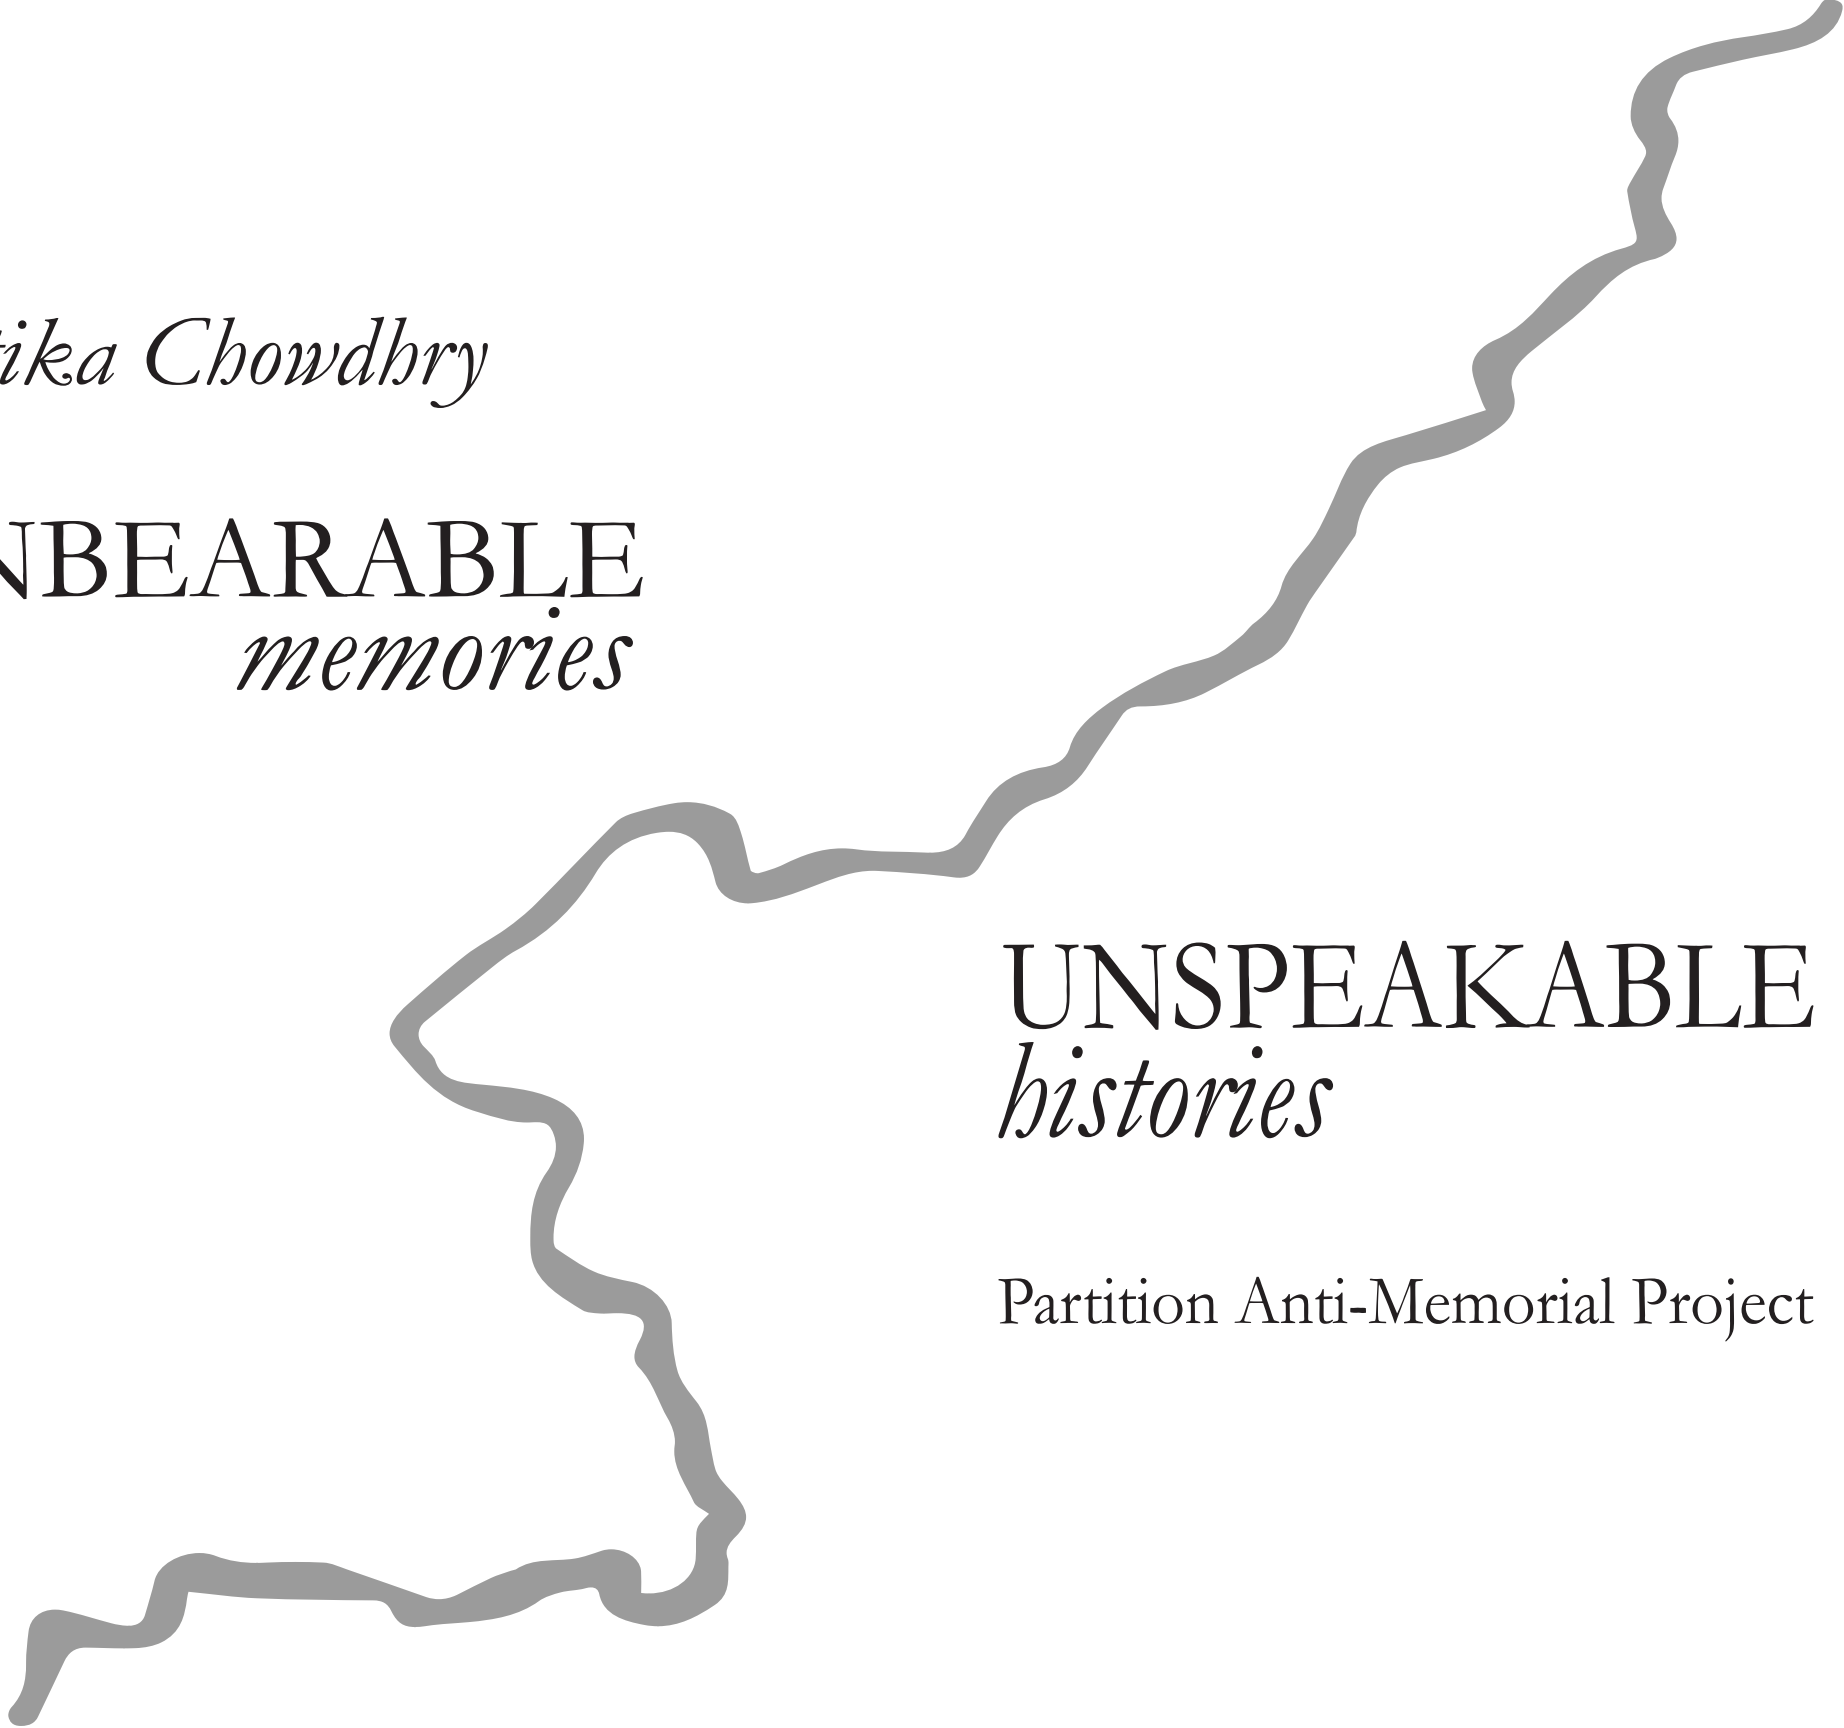 ika Chowdhry
NBEARABLE
memories
UNSPEAKABLE
histories
Partition Anti-Memorial Project